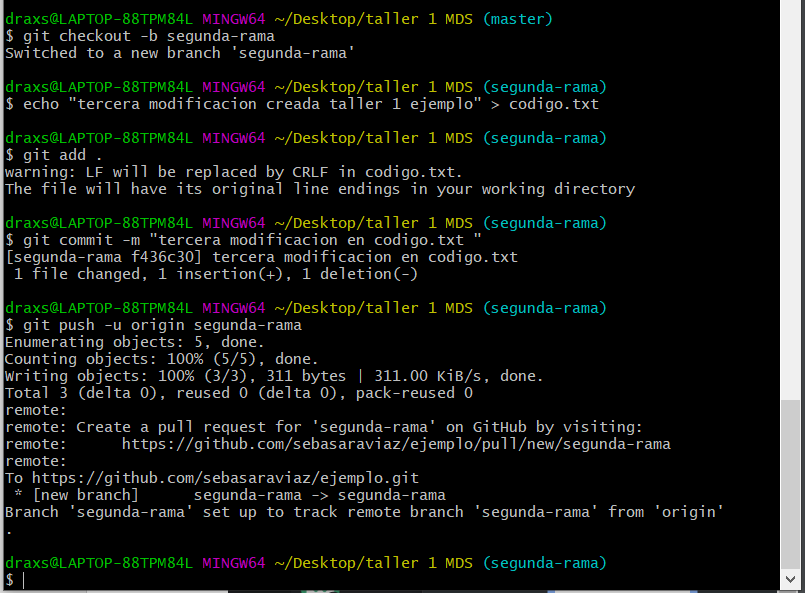 draxs@LAPTOP-88TPM84L MINGW64 ~/Desktop/taller 1 MDS (master)
$ git checkout -b segunda-rama
Switched to a new branch 'segunda-rama'
draxs@LAPTOP-88TPM84L MINGW64 ~/Desktop/taller 1 MDS (segunda-rama)
$ echo "tercera modificacion creada taller 1 ejemplo" > codigo.txt
draxs@LAPTOP-88TPM84L MINGW64 ~/Desktop/taller 1 MDS (segunda-rama)
$ git add .
warning: LF will be replaced by CRLF in codigo.txt.
The file will have its original line endings in your working directory
draxs@LAPTOP-88TPM84L MINGW64 ~/Desktop/taller 1 MDS (segunda-rama)
$ git commit -m "tercera modificacion en codigo.txt "
[segunda-rama f436c30] tercera modificacion en codigo.txt
 1 file changed, 1 insertion(+), 1 deletion(-)
draxs@LAPTOP-88TPM84L MINGW64 ~/Desktop/taller 1 MDS (segunda-rama)
$ git push -u origin segunda-rama
Enumerating objects: 5, done.
Counting objects: 100% (5/5), done.
Writing objects: 100% (3/3), 311 bytes | 311.00 KiB/s, done.
Total 3 (delta 0), reused 0 (delta 0), pack-reused 0
remote:
remote: Create a pull request for 'segunda-rama' on GitHub by visiting:
remote:      https://github.com/sebasaraviaz/ejemplo/pull/new/segunda-rama
remote:
To https://github.com/sebasaraviaz/ejemplo.git
 * [new branch]      segunda-rama -> segunda-rama
Branch 'segunda-rama' set up to track remote branch 'segunda-rama' from 'origin'
.
draxs@LAPTOP-88TPM84L MINGW64 ~/Desktop/taller 1 MDS (segunda-rama)
$